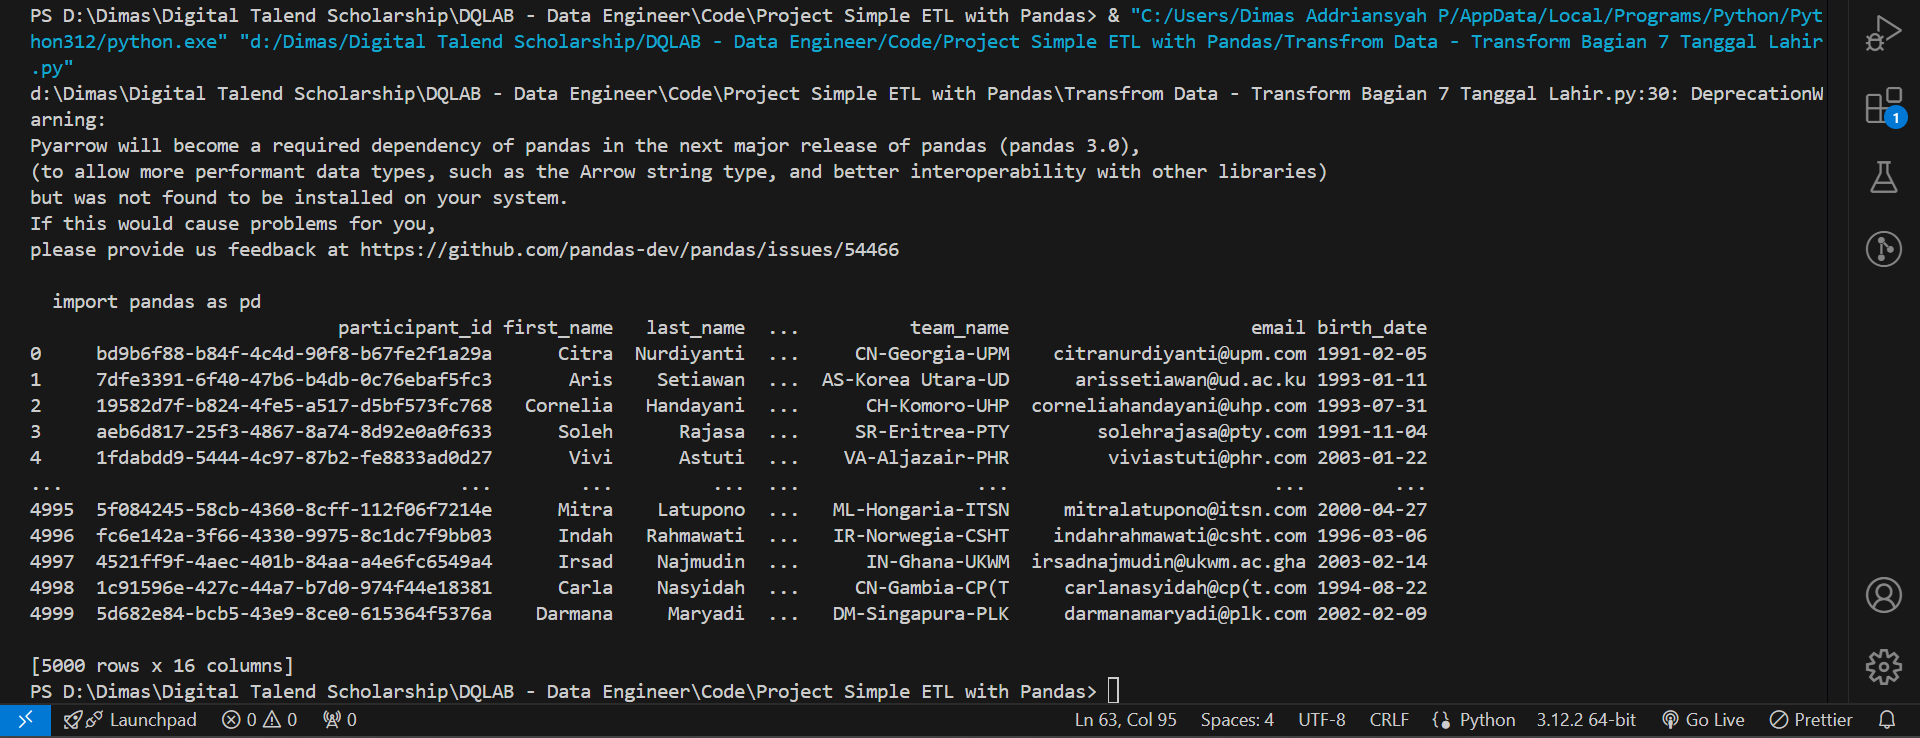 PS D:\Dimas\Digital Talend Scholarship\DQLAB - Data Engineer\Code\Project Simple ETL with Pandas> & "C:/Users/Dimas Addriansyah P/AppData/Local/Programs/Python/Pyt
hon312/python.exe" "d:/Dimas/Digital Talend Scholarship/DQLAB - Data Engineer/Code/Project Simple ETL with Pandas/Transfrom Data - Transform Bagian 7 Tanggal Lahir
.py"
d:\Dimas\Digital Talend Scholarship\DQLAB - Data Engineer\Code\Project Simple ETL with Pandas\Transfrom Data - Transform Bagian 7 Tanggal Lahir.py:30: DeprecationW
arning:
Pyarrow will become a required dependency of pandas in the next major release of pandas (pandas 3.0),
(to allow more performant data types, such as the Arrow string type, and better interoperability with other libraries)
but was not found to be installed on your system.
If this would cause problems for you,
please provide us feedback at https://github.com/pandas-dev/pandas/issues/54466
import pandas as pd
participant_id first_name last_name ... team_name email birth_date
0 bd9b6f88-b84f-4c4d-90f8-b67fe2f1a29a Citra Nurdiyanti ... CN-Georgia-UPM citranurdiyanti@upm.com 1991-02-05
1 7dfe3391-6f40-47b6-b4db-0c76ebaf5fc3 Aris Setiawan ... AS-Korea Utara-UD arissetiawan@ud.ac.ku 1993-01-11
2 19582d7f-b824-4fe5-a517-d5bf573fc768 Cornelia Handayani ... CH-Komoro-UHP corneliahandayani@uhp.com 1993-07-31
3 aeb6d817-25f3-4867-8a74-8d92e0a0f633 Soleh Rajasa ... SR-Eritrea-PTY solehrajasa@pty.com 1991-11-04
4 1fdabdd9-5444-4c97-87b2-fe8833ad0d27 Vivi Astuti ... VA-Aljazair-PHR viviastuti@phr.com 2003-01-22
... ... ... ... ... ... ... ...
4995 5f084245-58cb-4360-8cff-112f06f7214e Mitra Latupono ... ML-Hongaria-ITSN mitralatupono@itsn.com 2000-04-27
4996 fc6e142a-3f66-4330-9975-8c1dc7f9bb03 Indah Rahmawati ... IR-Norwegia-CSHT indahrahmawati@csht.com 1996-03-06
4997 4521ff9f-4aec-401b-84aa-a4e6fc6549a4 Irsad Najmudin ... IN-Ghana-UKWM irsadnajmudin@ukwm.ac.gha 2003-02-14
4998 1c91596e-427c-44a7-b7d0-974f44e18381 Carla Nasyidah ... CN-Gambia-CP(T carlanasyidah@cp(t.com 1994-08-22
4999 5d682e84-bcb5-43e9-8ce0-615364f5376a Darmana Maryadi ... DM-Singapura-PLK darmanamaryadi@plk.com 2002-02-09
[5000 rows x 16 columns]
PS D:\Dimas\Digital Talend Scholarship\DQLAB - Data Engineer\Code\Project Simple ETL with Pandas>
1
Launchpad 0 0 0 Ln 63, Col 95 Spaces: 4 UTF-8 CRLF Python 3.12.2 64-bit Go Live Prettier